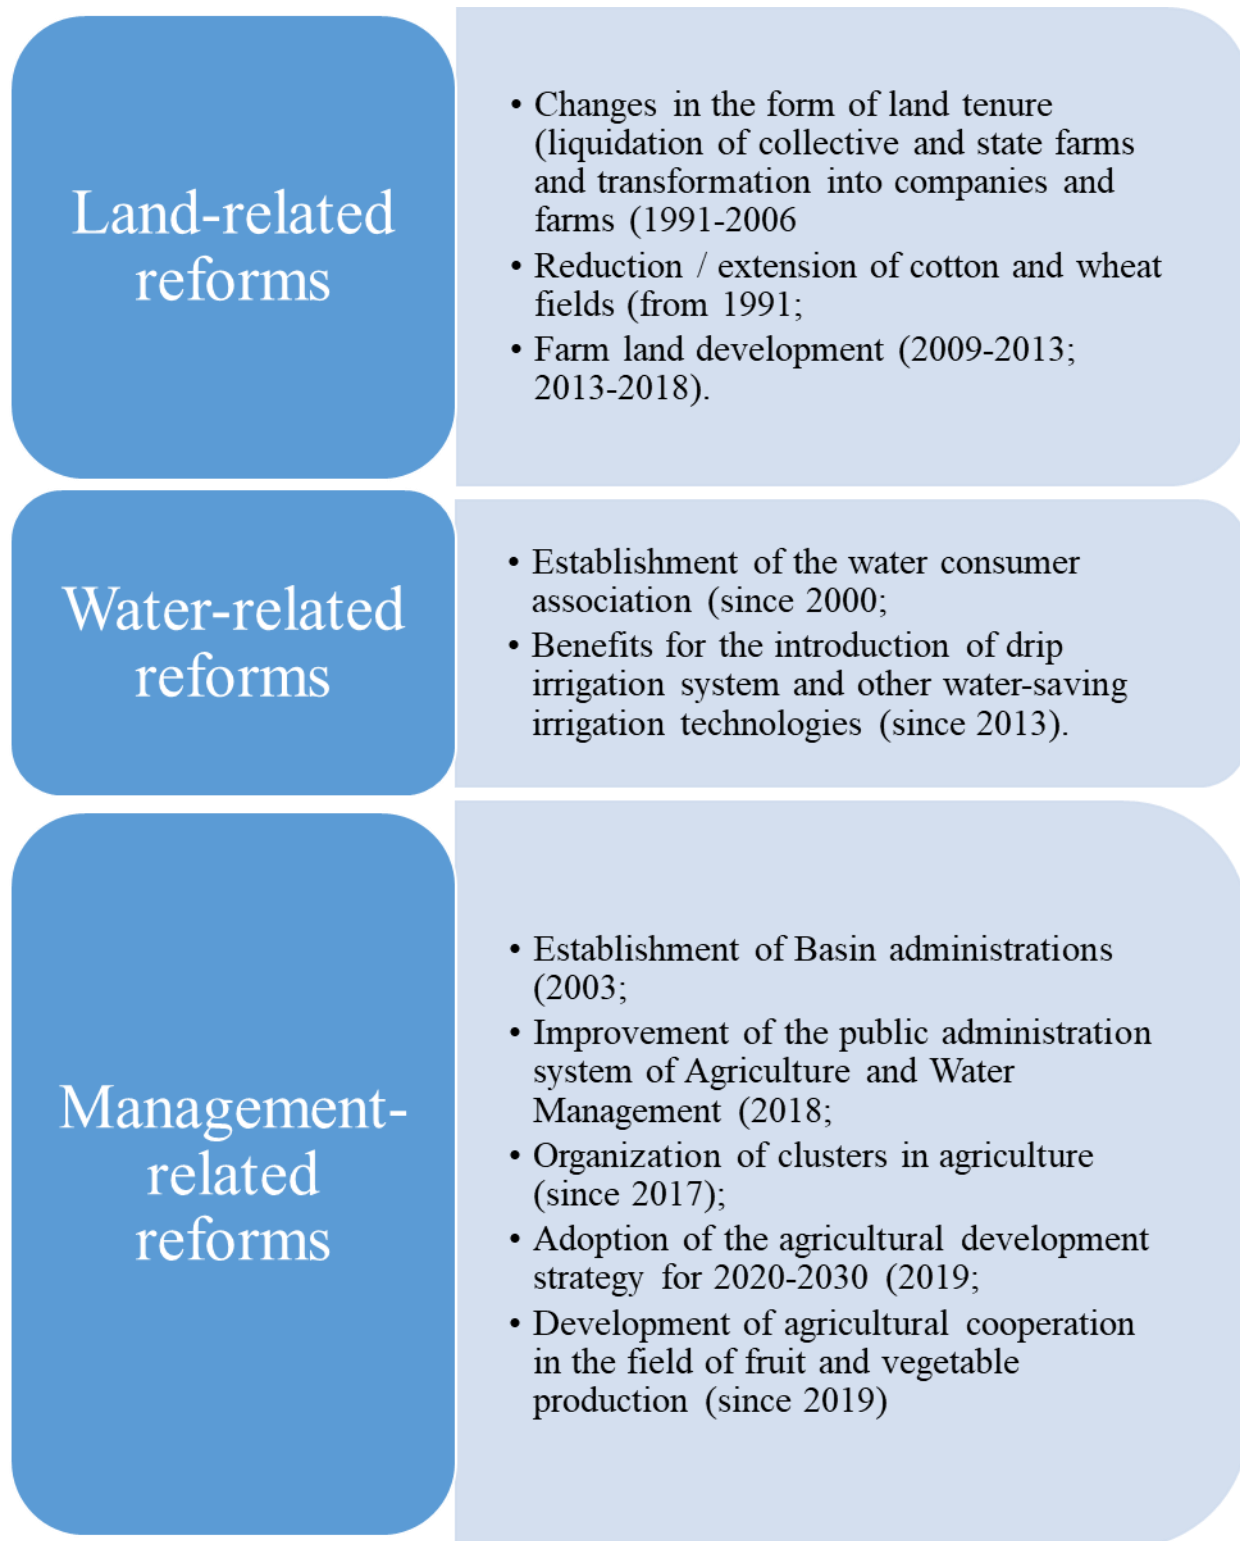 Land-related
reforms
• Changes in the form of land tenure
(liquidation of collective and state farms
and transformation into companies and
farms (1991-2006
• Reduction / extension of cotton and wheat
fields (from 1991;
• Farm land development (2009-2013;
2013-2018).
Water-related
reforms
• Establishment of the water consumer
association (since 2000;
• Benefits for the introduction of drip
irrigation system and other water-saving
irrigation technologies (since 2013).
Management-
related
reforms
• Establishment of Basin administrations
(2003;
• Improvement of the public administration
system of Agriculture and Water
Management (2018;
• Organization of clusters in agriculture
(since 2017);
• Adoption of the agricultural development
strategy for 2020-2030 (2019;
• Development of agricultural cooperation
in the field of fruit and vegetable
production (since 2019)